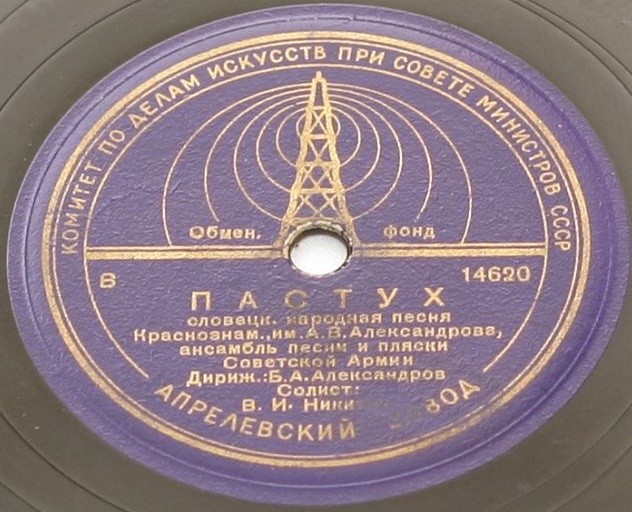 КОМИТЕТ ПО ДЕЛАМ ИСКУССТВ ПРИ СОВЕТЕ МИНИСТРОВ СССР
Обмен. фонд
В 14620
ПАСТУХ
словацк. народная песня
Краснознам., им. А. В. Александрова,
ансамбль песни и пляски
Советской Армии
Дириж.: Б. А. Александров
Солист:
В. И.
АПРЕЛЕВСКИЙ ЗАВОД